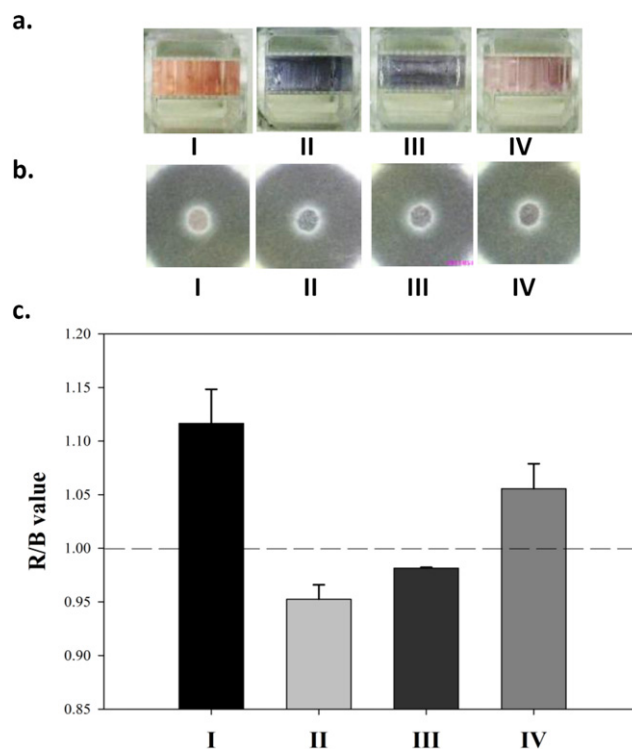 a.
I II III IV
b.
I II III IV
c.
1.20
1.15
1.10
1.05
1.00
0.95
0.90
0.85
R/B value
I II III IV